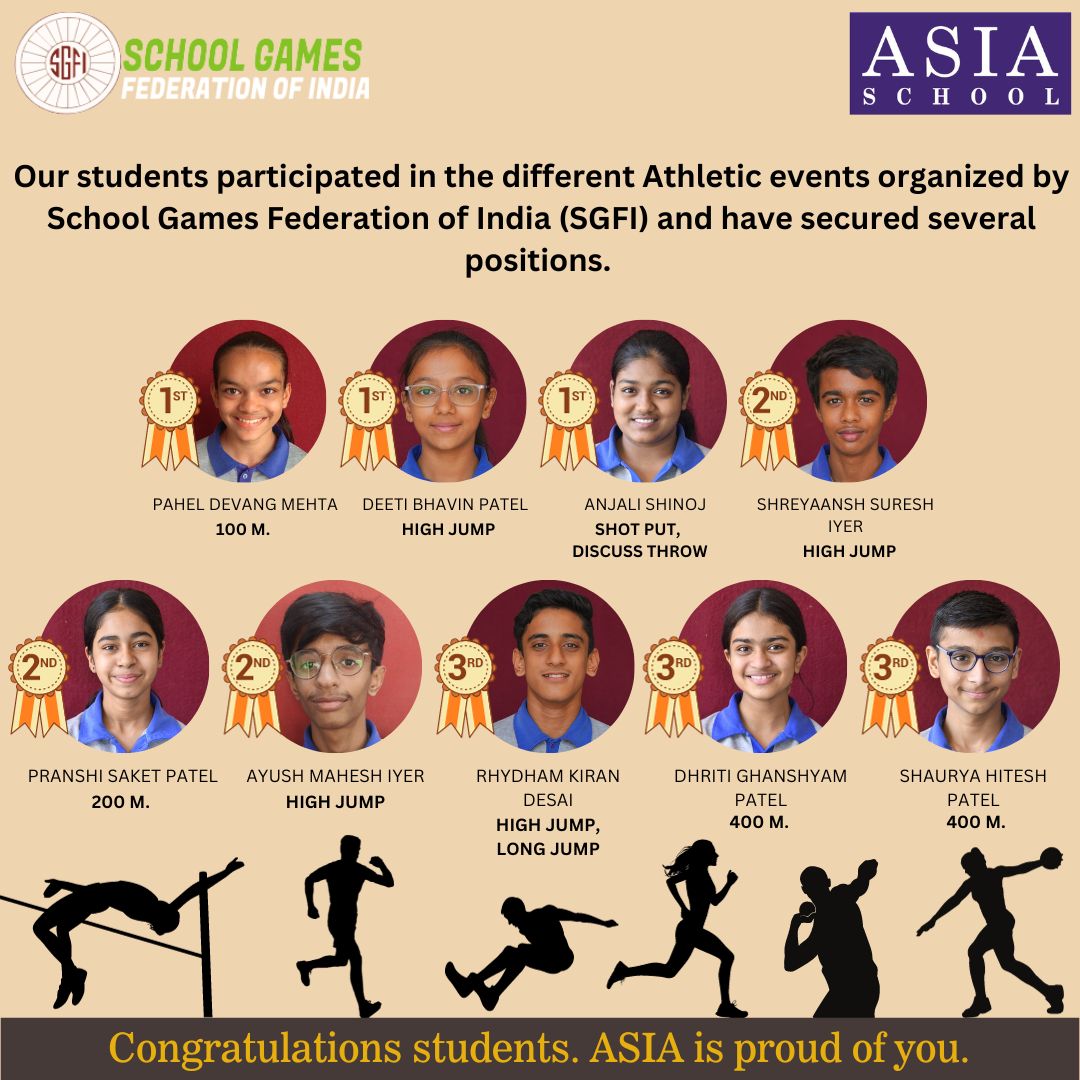 SGFI
SCHOOL GAMES
FEDERATION OF INDIA
ASIA
SCHOOL
Our students participated in the different Athletic events organized by
School Games Federation of India (SGFI) and have secured several
positions.
1ST
1ST
1ST
2ND
PAHEL DEVANG MEHTA
100 M.
DEETI BHAVIN PATEL
HIGH JUMP
ANJALI SHINOJ
SHOT PUT,
DISCUSS THROW
SHREYAANSH SURESH
IYER
HIGH JUMP
2ND
2ND
3RD
3RD
3RD
PRANSHI SAKET PATEL
200 M.
AYUSH MAHESH IYER
HIGH JUMP
RHYDHAM KIRAN
DESAI
HIGH JUMP,
LONG JUMP
DHRITI GHANSHYAM
PATEL
400 M.
SHAURYA HITESH
PATEL
400 M.
Congratulations students. ASIA is proud of you.